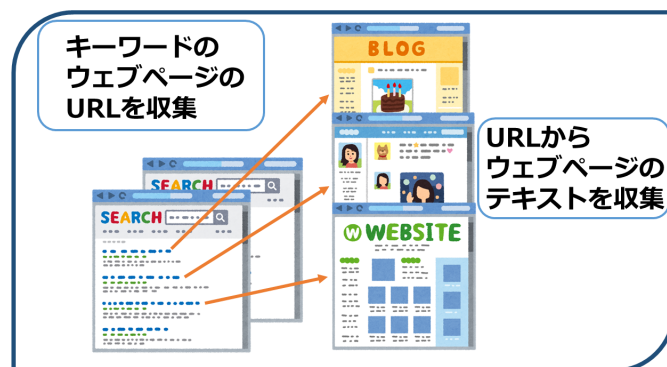 キーワードの
ウェブページの
URLを収集
BLOG
URLから
ウェブページの
テキストを収集
SEARCH
SEARCH
WEBSITE